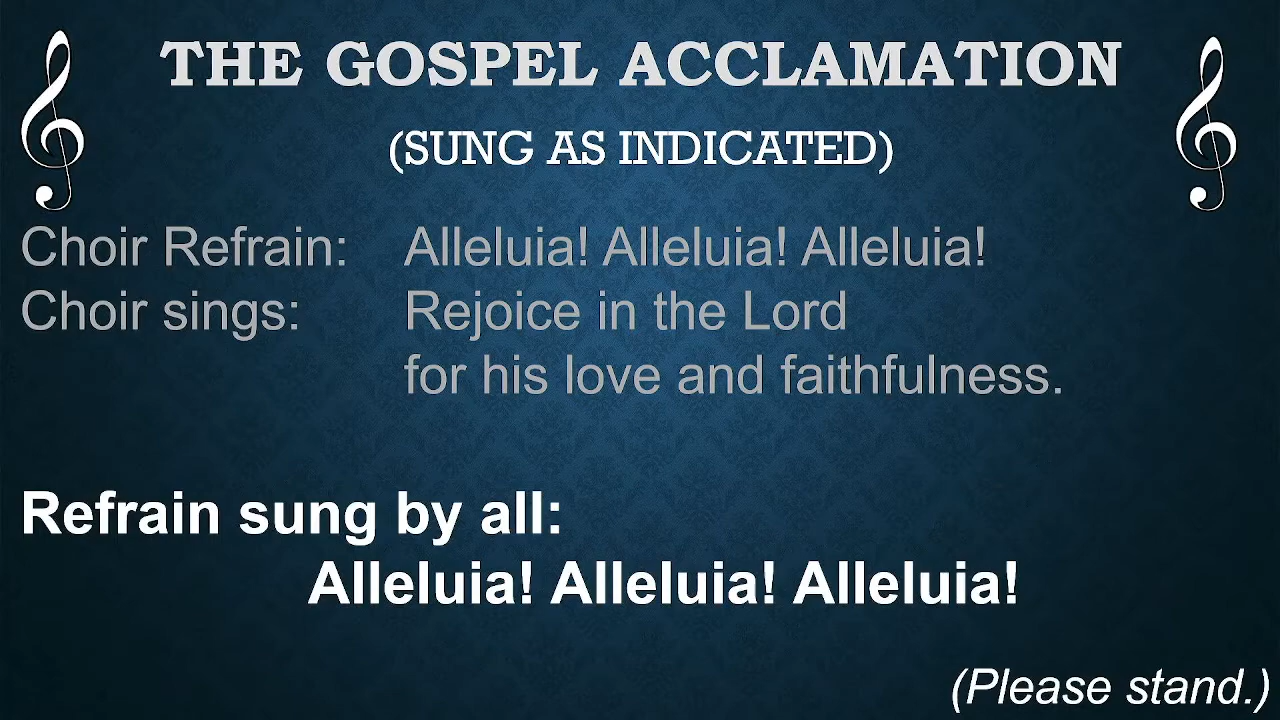 THE GOSPEL ACCLAMATION
(SUNG AS INDICATED)
Choir Refrain: Alleluia! Alleluia! Alleluia!
Choir sings: Rejoice in the Lord
for his love and faithfulness.
Refrain sung by all:
Alleluia! Alleluia! Alleluia!
(Please stand.)